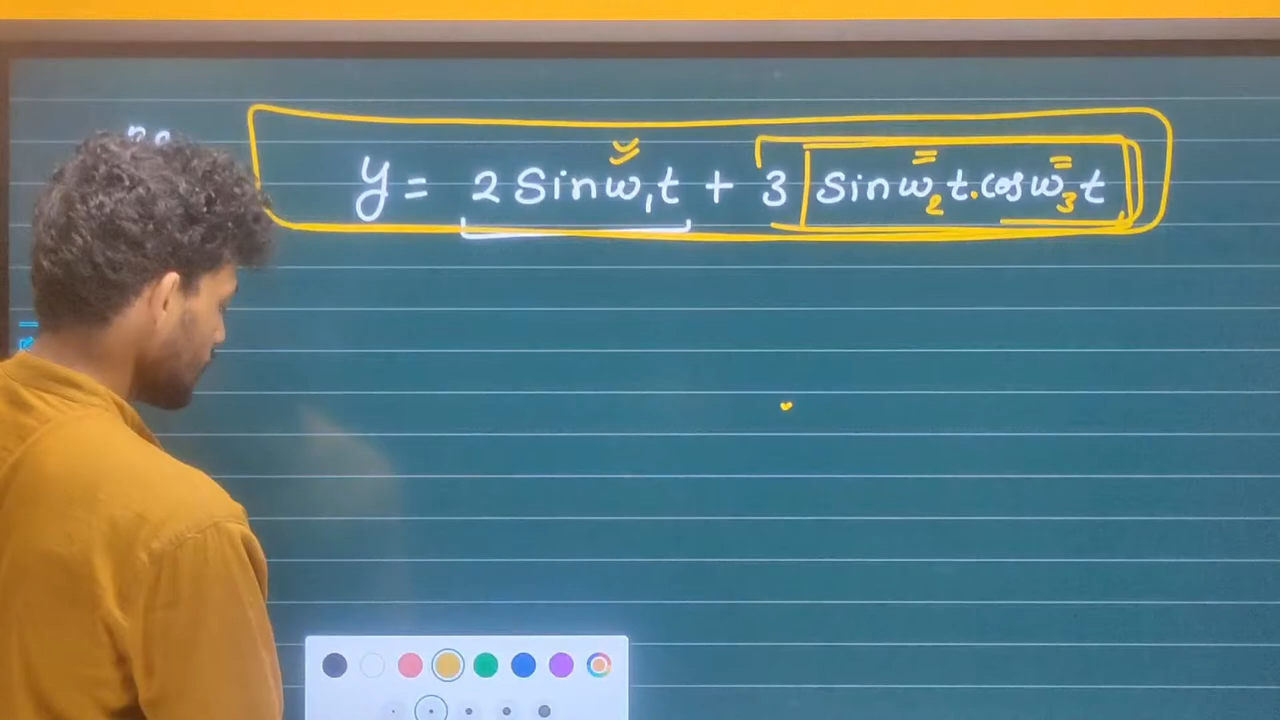 y = 2 Sin ω₁t + 3 Sin ω₂t . cos ω₃t